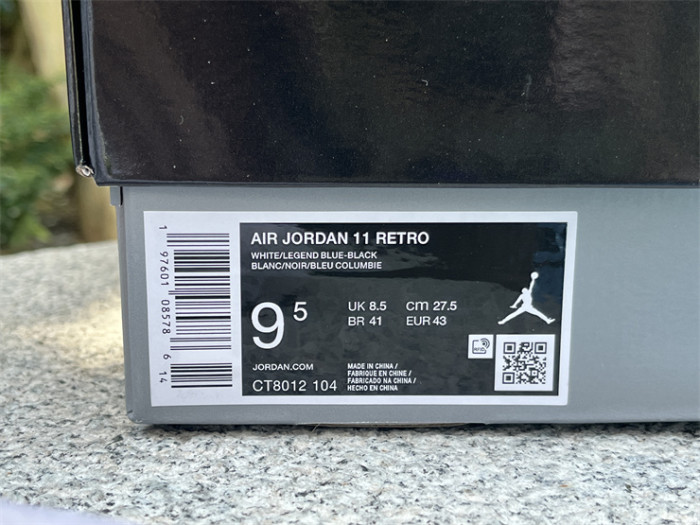 1 97601 08578 6 14
AIR JORDAN 11 RETRO
WHITE/LEGEND BLUE-BLACK
BLANC/NOIR/BLEU COLUMBIE
9 5
UK 8.5 cm 27.5
BR 41 EUR 43
JORDAN.COM
CT8012 104
MADE IN CHINA /
FABRIQUE EN CHINE /
FABRICADO NA CHINA /
HECHO EN CHINA
RFID